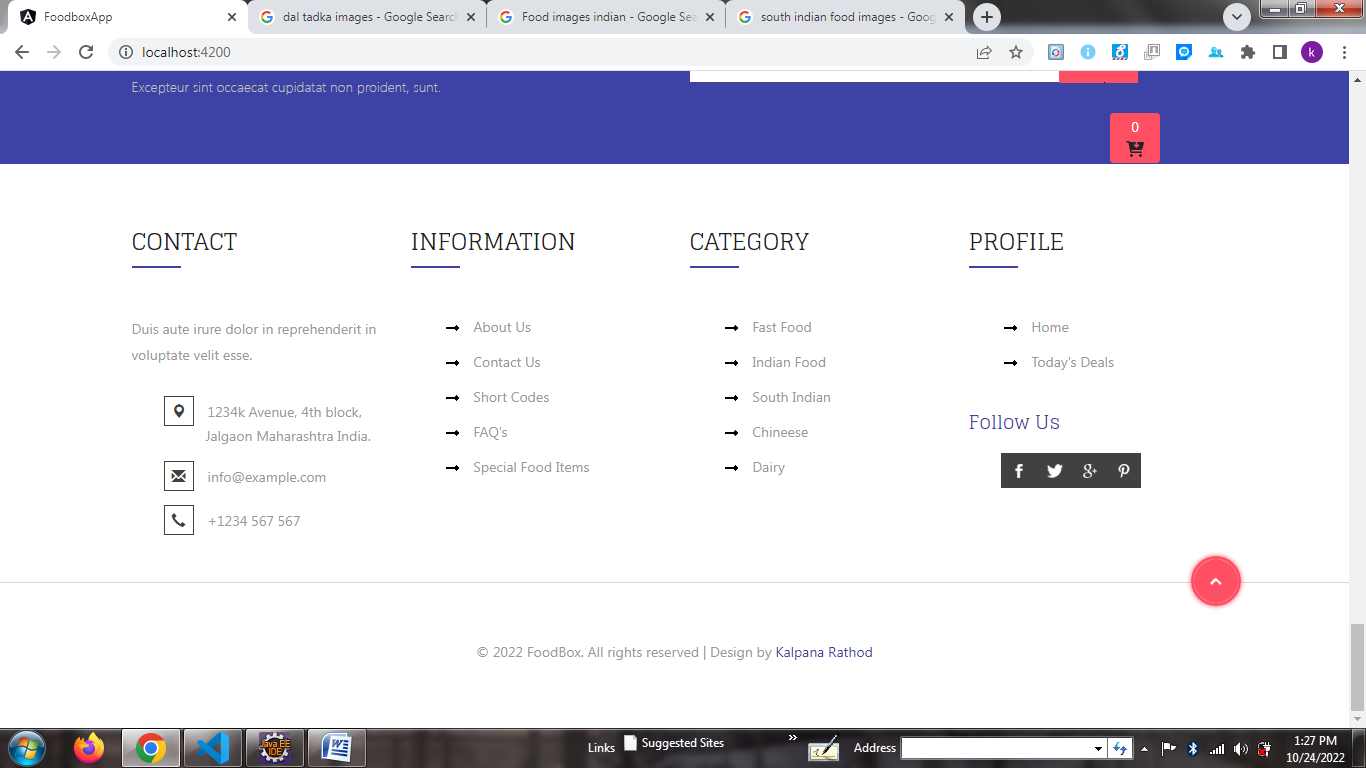 FoodboxApp
dal tadka images - Google Search
Food images indian - Google Sea
south indian food images - Goog
localhost:4200
k
Excepteur sint occaecat cupidatat non proident, sunt.
0
CONTACT
Duis aute irure dolor in reprehenderit in
voluptate velit esse.
1234k Avenue, 4th block,
Jalgaon Maharashtra India.
info@example.com
+1234 567 567
INFORMATION
About Us
Contact Us
Short Codes
FAQ's
Special Food Items
CATEGORY
Fast Food
Indian Food
South Indian
Chineese
Dairy
PROFILE
Home
Today's Deals
Follow Us
© 2022 FoodBox. All rights reserved | Design by Kalpana Rathod
Java EE
IDE
Links
Suggested Sites
»
Address
1:27 PM
10/24/2022